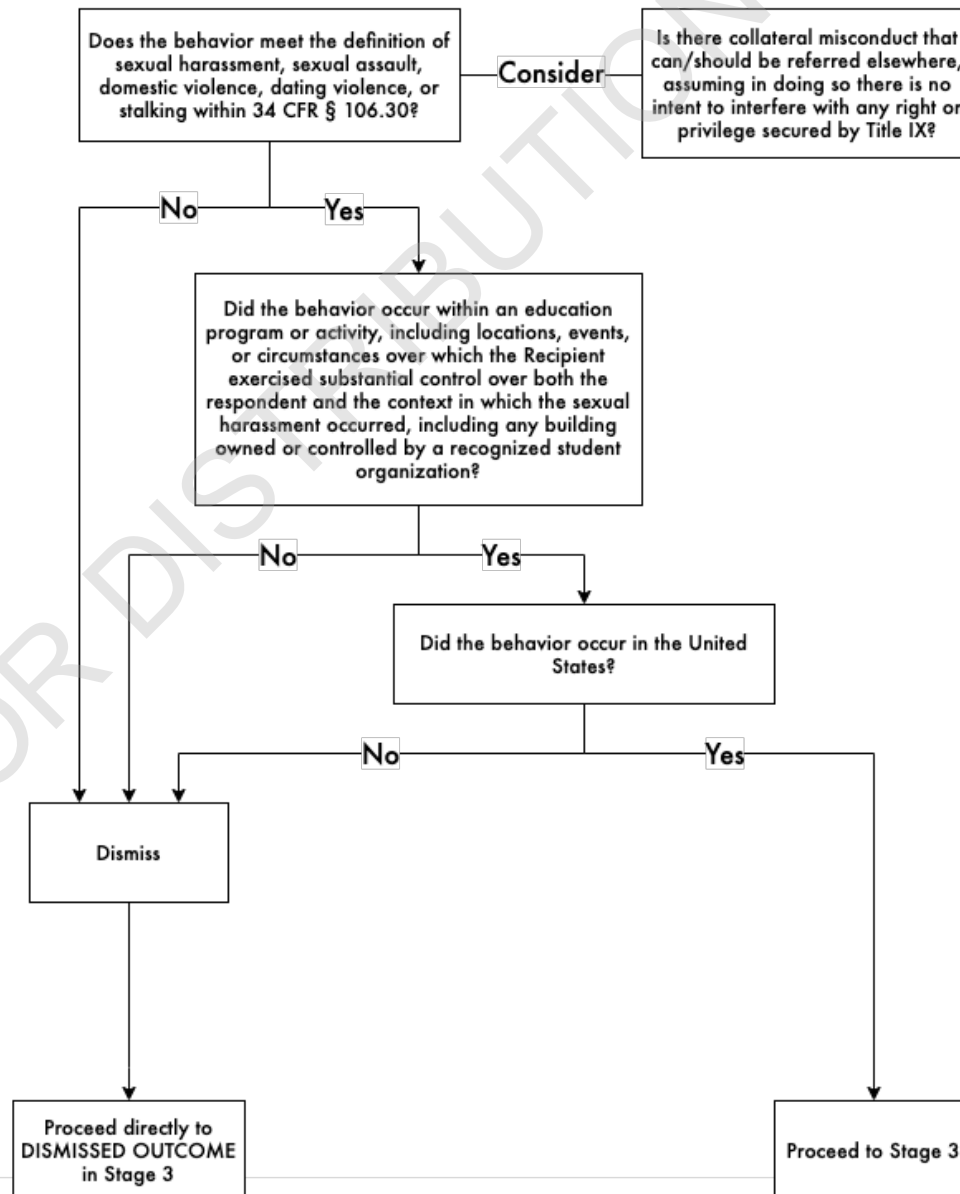 Does the behavior meet the definition of
sexual harassment, sexual assault,
domestic violence, dating violence, or
stalking within 34 CFR § 106.30?
Consider
Is there collateral misconduct that
can/should be referred elsewhere,
assuming in doing so there is no
intent to interfere with any right or
privilege secured by Title IX?
No
Yes
Did the behavior occur within an education
program or activity, including locations, events,
or circumstances over which the Recipient
exercised substantial control over both the
respondent and the context in which the sexual
harassment occurred, including any building
owned or controlled by a recognized student
organization?
No
Yes
Did the behavior occur in the United
States?
No
Yes
Dismiss
Proceed directly to
DISMISSED OUTCOME
in Stage 3
Proceed to Stage 3
OR DISTRIBUTION